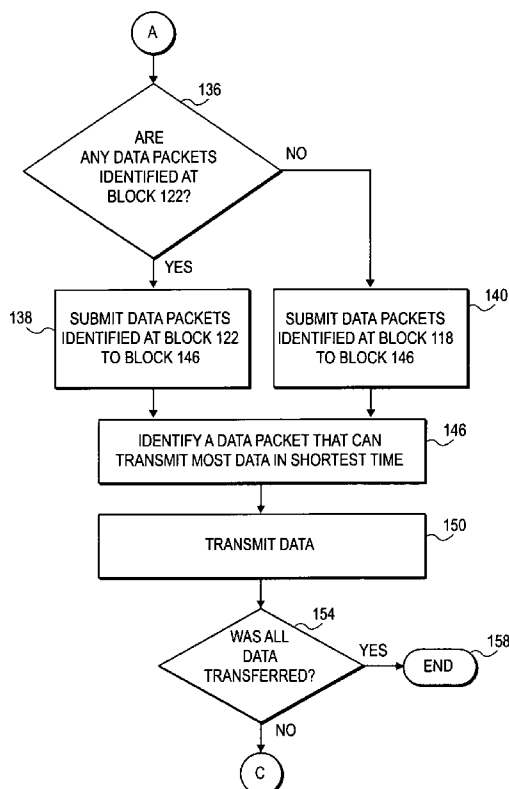 A
136
ARE
ANY DATA PACKETS
IDENTIFIED AT
BLOCK 122?
NO
YES
138
SUBMIT DATA PACKETS
IDENTIFIED AT BLOCK 122
TO BLOCK 146
140
SUBMIT DATA PACKETS
IDENTIFIED AT BLOCK 118
TO BLOCK 146
146
IDENTIFY A DATA PACKET THAT CAN
TRANSMIT MOST DATA IN SHORTEST TIME
150
TRANSMIT DATA
154
WAS ALL
DATA
TRANSFERRED?
YES
158
END
NO
C